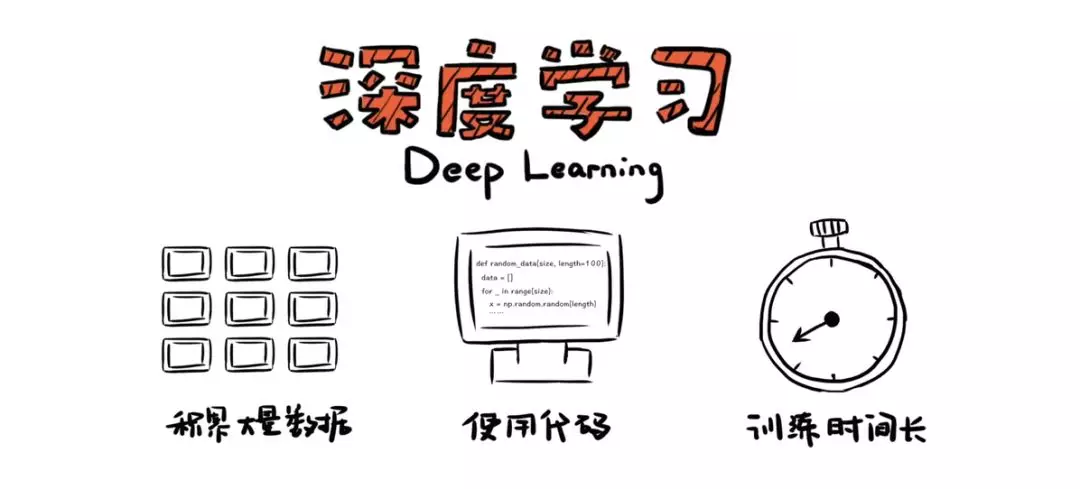 深度学习
Deep Learning
def random_data(size, length=100):
data = []
for _ in range(size):
x = np.random.random(length)
......
积累大量数据
使用代码
训练时间长